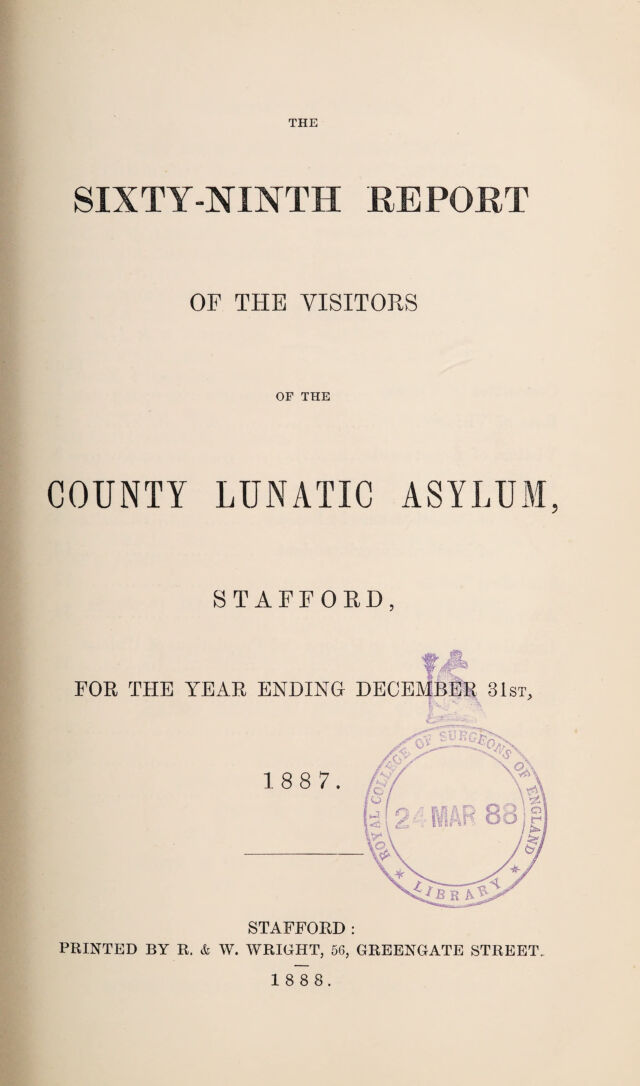 THE
SIXTY-NINTH REPORT
OF THE VISITORS
OF THE
COUNTY LUNATIC ASYLUM,
STAFFORD,
FOR THE YEAR ENDING DECEMBER 31ST,
1887.
ROYAL COLLEGE OF SURGEONS OF ENGLAND
24 MAR 88
* LIBRARY *
STAFFORD:
PRINTED BY R. & W. WRIGHT, 56, GREENGATE STREET.
1888.